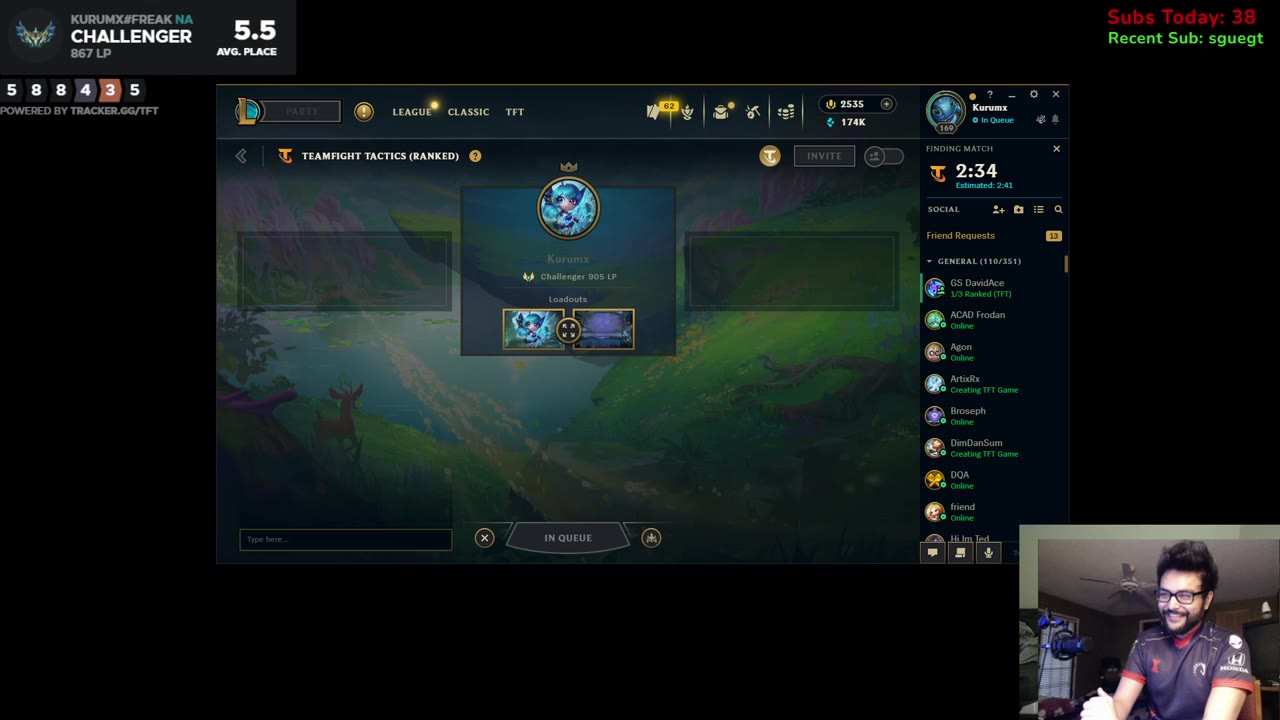 KURUMX#FREAK NA
CHALLENGER
867 LP
5.5
AVG. PLACE
5 8 8 4 3 5
POWERED BY TRACKER.GG/TFT
Subs Today: 38
Recent Sub: sguegt
PARTY
LEAGUE
CLASSIC
TFT
62
2535
174K
169
Kurumx
In Queue
TEAMFIGHT TACTICS (RANKED)
INVITE
FINDING MATCH
2:34
Estimated: 2:41
SOCIAL
Friend Requests
13
GENERAL (110/351)
GS DavidAce
1/3 Ranked (TFT)
ACAD Frodan
Online
Agon
Online
ArtixRx
Creating TFT Game
Broseph
Online
DimDanSum
Creating TFT Game
DQA
Online
friend
Online
Hi Im Ted
Kurumx
Challenger 905 LP
Loadouts
Type here...
IN QUEUE
HONDA